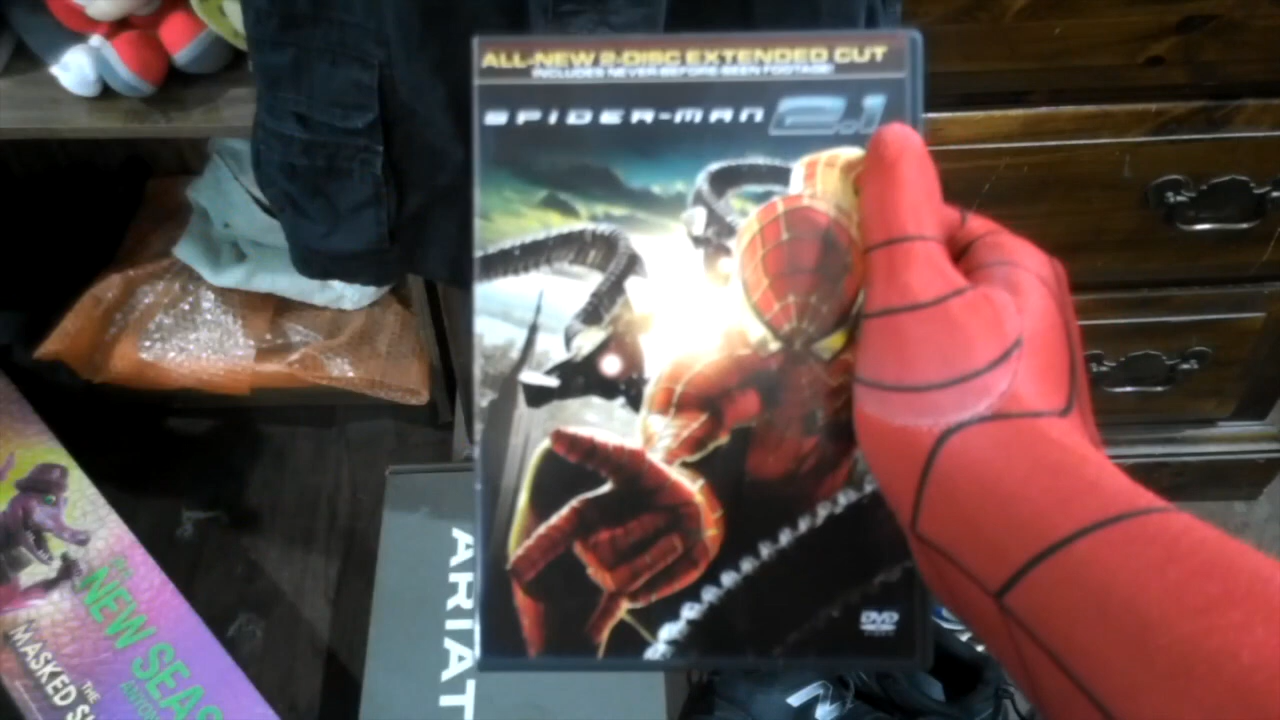 ALL-NEW 2-DISC EXTENDED CUT
INCLUDES NEVER-BEFORE-SEEN FOOTAGE!
SPIDER-MAN 2.1
DVD
ARIAT
NEW SEAS
THE
MASKED